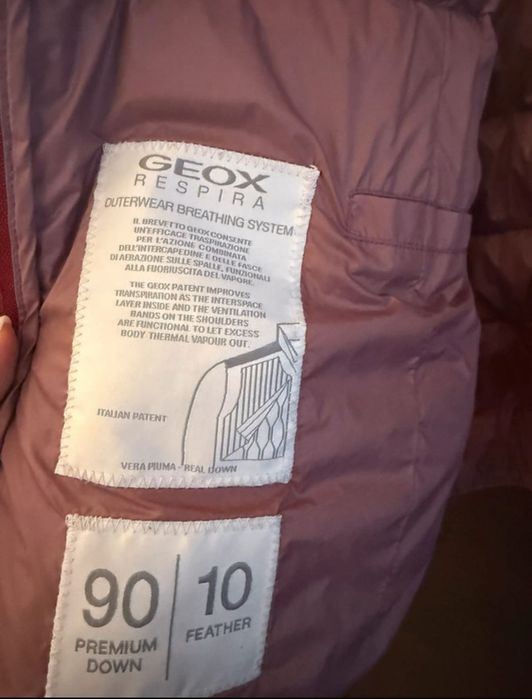 GEOX
RESPIRA
OUTERWEAR BREATHING SYSTEM
IL BREVETTO GEOX CONSENTE
UN'EFFICACE TRASPIRAZIONE
PER L'AZIONE COMBINATA
DELL'INTERCAPEDINE E DELLE FASCE
DI AERAZIONE SULLE SPALLE, FUNZIONALI
ALLA FUORIUSCITA DEL VAPORE.
THE GEOX PATENT IMPROVES
TRANSPIRATION AS THE INTERSPACE
LAYER INSIDE AND THE VENTILATION
BANDS ON THE SHOULDERS
ARE FUNCTIONAL TO LET EXCESS
BODY THERMAL VAPOUR OUT.
ITALIAN PATENT
VERA PIUMA - REAL DOWN
90
PREMIUM
DOWN
10
FEATHER